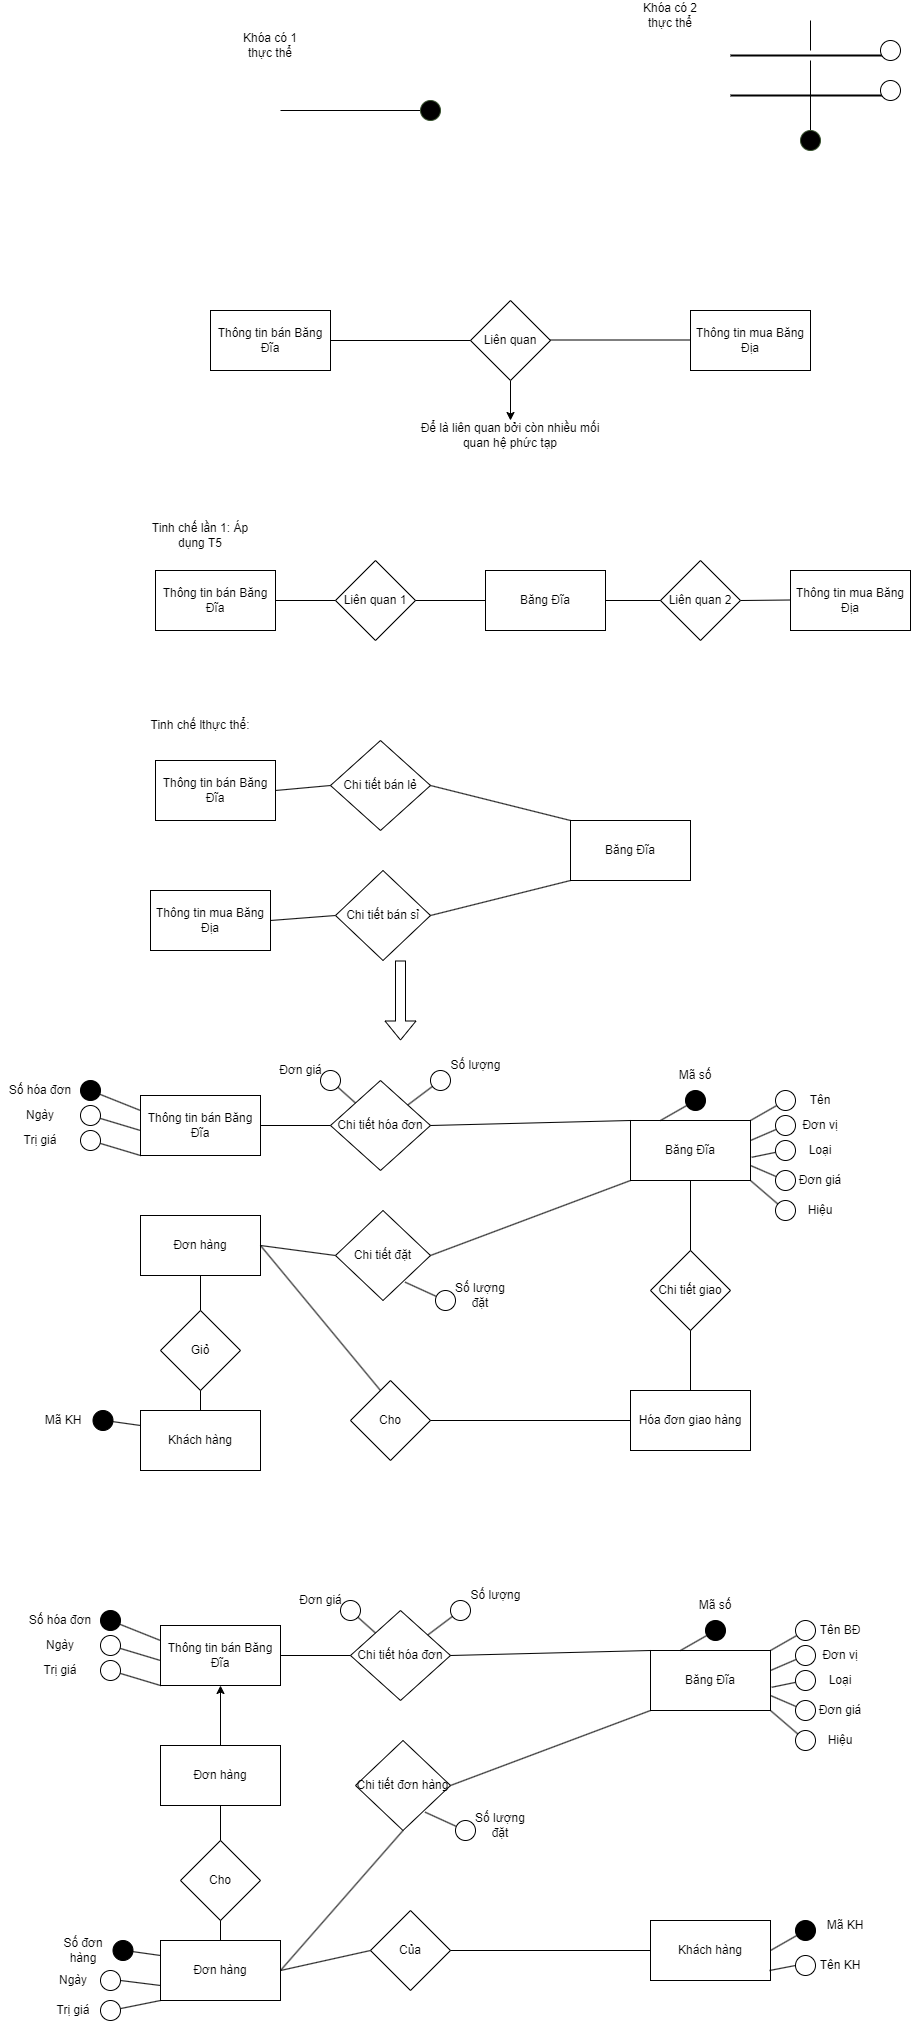 Khóa có 1
thực thể
Khóa có 2
thực thể
Thông tin bán Băng
Đĩa
Liên quan
Thông tin mua Băng
Địa
Để là liên quan bởi còn nhiều mối
quan hệ phức tạp
Tinh chế lần 1: Áp
dụng T5
Thông tin bán Băng
Đĩa
Liên quan 1
Băng Đĩa
Liên quan 2
Thông tin mua Băng
Địa
Tinh chế lthực thể:
Thông tin bán Băng
Đĩa
Chi tiết bán lẻ
Băng Đĩa
Thông tin mua Băng
Địa
Chi tiết bán sỉ
Số hóa đơn
Ngày
Trị giá
Thông tin bán Băng
Đĩa
Đơn giá
Số lượng
Chi tiết hóa đơn
Mã số
Băng Đĩa
Tên
Đơn vị
Loại
Đơn giá
Hiệu
Đơn hàng
Chi tiết đặt
Số lượng
đặt
Chi tiết giao
Giỏ
Mã KH
Khách hàng
Cho
Hóa đơn giao hàng
Số hóa đơn
Ngày
Trị giá
Thông tin bán Băng
Đĩa
Đơn giá
Số lượng
Chi tiết hóa đơn
Mã số
Băng Đĩa
Tên BĐ
Đơn vị
Loại
Đơn giá
Hiệu
Đơn hàng
Chi tiết đơn hàng
Số lượng
đặt
Cho
Số đơn
hàng
Ngày
Trị giá
Đơn hàng
Của
Khách hàng
Mã KH
Tên KH